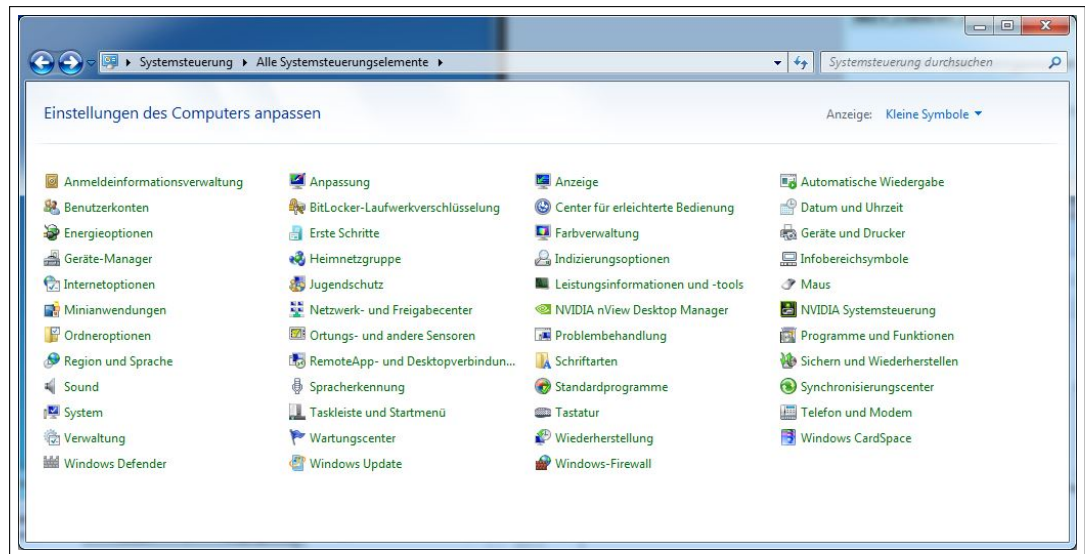 Systemsteuerung Alle Systemsteuerungselemente Systemsteuerung durchsuchen
Einstellungen des Computers anpassen Anzeige: Kleine Symbole
Anmeldeinformationsverwaltung Anpassung Anzeige Automatische Wiedergabe
Benutzerkonten BitLocker-Laufwerkverschlüsselung Center für erleichterte Bedienung Datum und Uhrzeit
Energieoptionen Erste Schritte Farbverwaltung Geräte und Drucker
Geräte-Manager Heimnetzgruppe Indizierungsoptionen Infobereichsymbole
Internetoptionen Jugendschutz Leistungsinformationen und -tools Maus
Minianwendungen Netzwerk- und Freigabecenter NVIDIA nView Desktop Manager NVIDIA Systemsteuerung
Ordneroptionen Ortungs- und andere Sensoren Problembehandlung Programme und Funktionen
Region und Sprache RemoteApp- und Desktopverbindun... Schriftarten Sichern und Wiederherstellen
Sound Spracherkennung Standardprogramme Synchronisierungscenter
System Taskleiste und Startmenü Tastatur Telefon und Modem
Verwaltung Wartungscenter Wiederherstellung Windows CardSpace
Windows Defender Windows Update Windows-Firewall